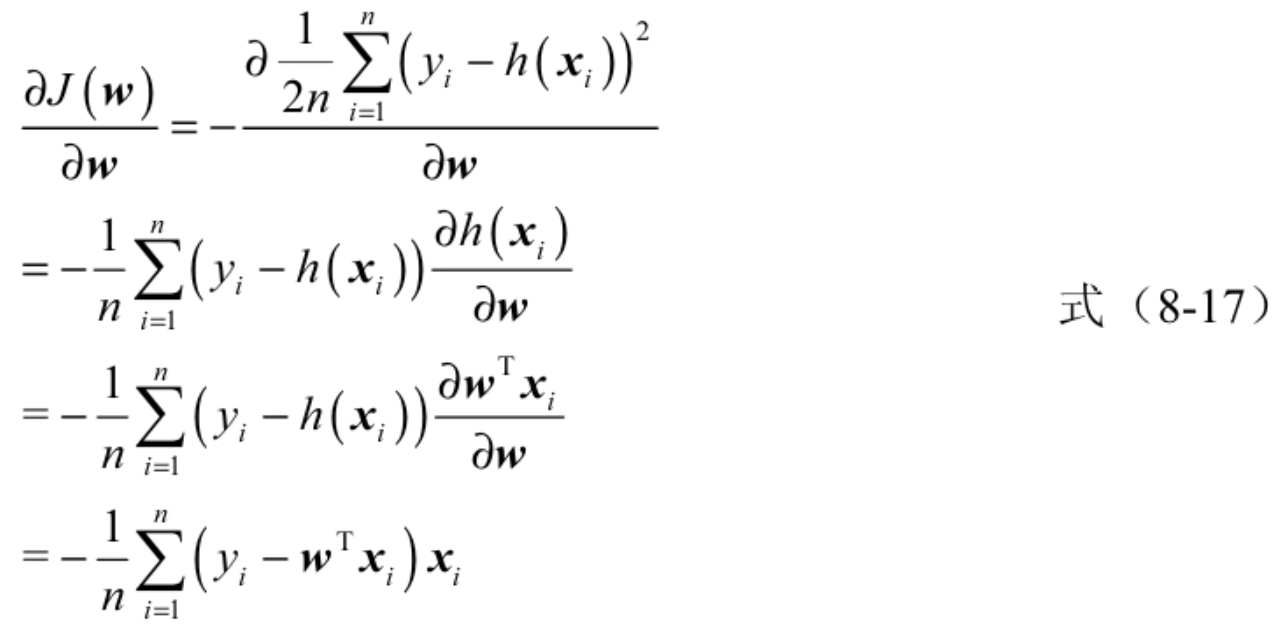 ∂J(w)/∂w = -∂ 1/2n ∑_{i=1}^{n} (y_i - h(x_i))^2 / ∂w
= -1/n ∑_{i=1}^{n} (y_i - h(x_i)) ∂h(x_i)/∂w
式（8-17）
= -1/n ∑_{i=1}^{n} (y_i - h(x_i)) ∂w^T x_i/∂w
= -1/n ∑_{i=1}^{n} (y_i - w^T x_i) x_i